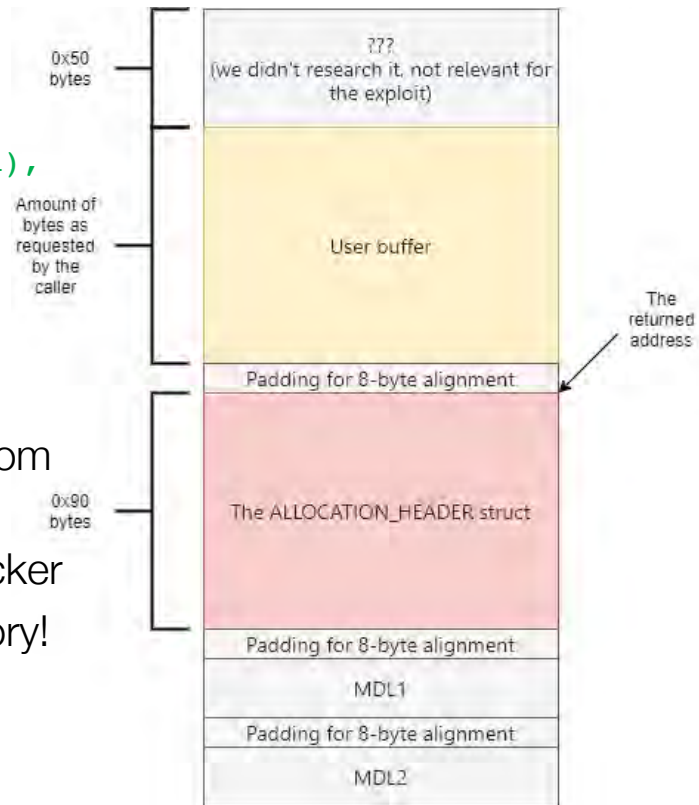 0x50
bytes
???
(we didn't research it, not relevant for
the exploit)
),
Amount of
bytes as
requested
by the
caller
User buffer
The
returned
address
Padding for 8-byte alignment
om
0x90
bytes
The ALLOCATION_HEADER struct
cker
ory!
Padding for 8-byte alignment
MDL1
Padding for 8-byte alignment
MDL2